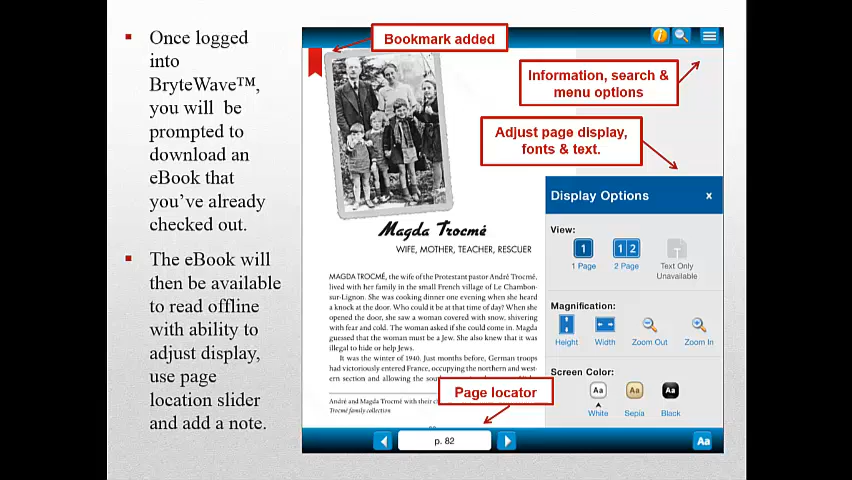 Once logged
into
BryteWave™,
you will be
prompted to
download an
eBook that
you've already
checked out.
The eBook will
then be available
to read offline
with ability to
adjust display,
use page
location slider
and add a note.
Bookmark added
Information, search &
menu options
Adjust page display,
fonts & text.
Magda Trocmé
WIFE, MOTHER, TEACHER, RESCUER
MAGDA TROCMÉ, the wife of the Protestant pastor André Trocmé,
lived with her family in the small French village of Le Chambon-
sur-Lignon. She was cooking dinner one evening when she heard
a knock at the door. Who could it be at that time of day? When she
opened the door, she saw a woman covered with snow, shivering
with fear and cold. The woman asked if she could come in. Magda
guessed that the woman must be a Jew. She also knew that it was
illegal to hide or help Jews.
It was the winter of 1940. Just months before, German troops
had victoriously entered France, occupying the northern and west-
ern section and allowing the
André and Magda Trocmé with their
Trocmé family collection
Page locator
p. 82
Display Options x
View:
1 1 2
1 Page 2 Page Text Only
Unavailable
Magnification:
Height Width Zoom Out Zoom In
Screen Color:
Aa Aa Aa
White Sepia Black
Aa